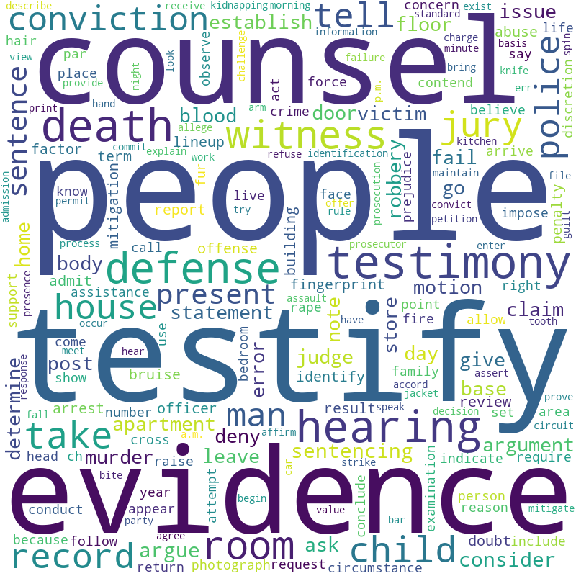 describe receive kidnapping morning concern standard exist
conviction tell issue abuse life
hair par establish floor information view basis
counsel
observe look night challenge charge minute say spine
place provide act failure bring knife
print blood door victim force p.m. contend err discretion
death hand crime arm believe
sentence allege witness jury police
factor lineup commit explain work refuse identification maintain kitchen arrive file
admission know term fur fail
people
permit mitigation live face offer robbery prosecution prejudice convict go impose penalty
report try rule petition guilt
process call offense building prosecutor enter
home body defense testimony
support presence admit assistance fingerprint motion right
house present statement assault rape point fire allow claim
occur use have tooth
come meet hear bedroom error note store assert
testify
post show bruise judge identify day give family accord jacket base review prove
response
determine fall arrest number officer man result speak decision set area circuit
take apartment cross a.m. affirm deny hearing argument
head ch murder raise leave car sentencing indicate require
bite strike examination conclude person reason mitigate
evidence
year attempt begin value bar
conduct appear party agree doubt include
because follow argue room ask child consider
record return photograph request circumstance